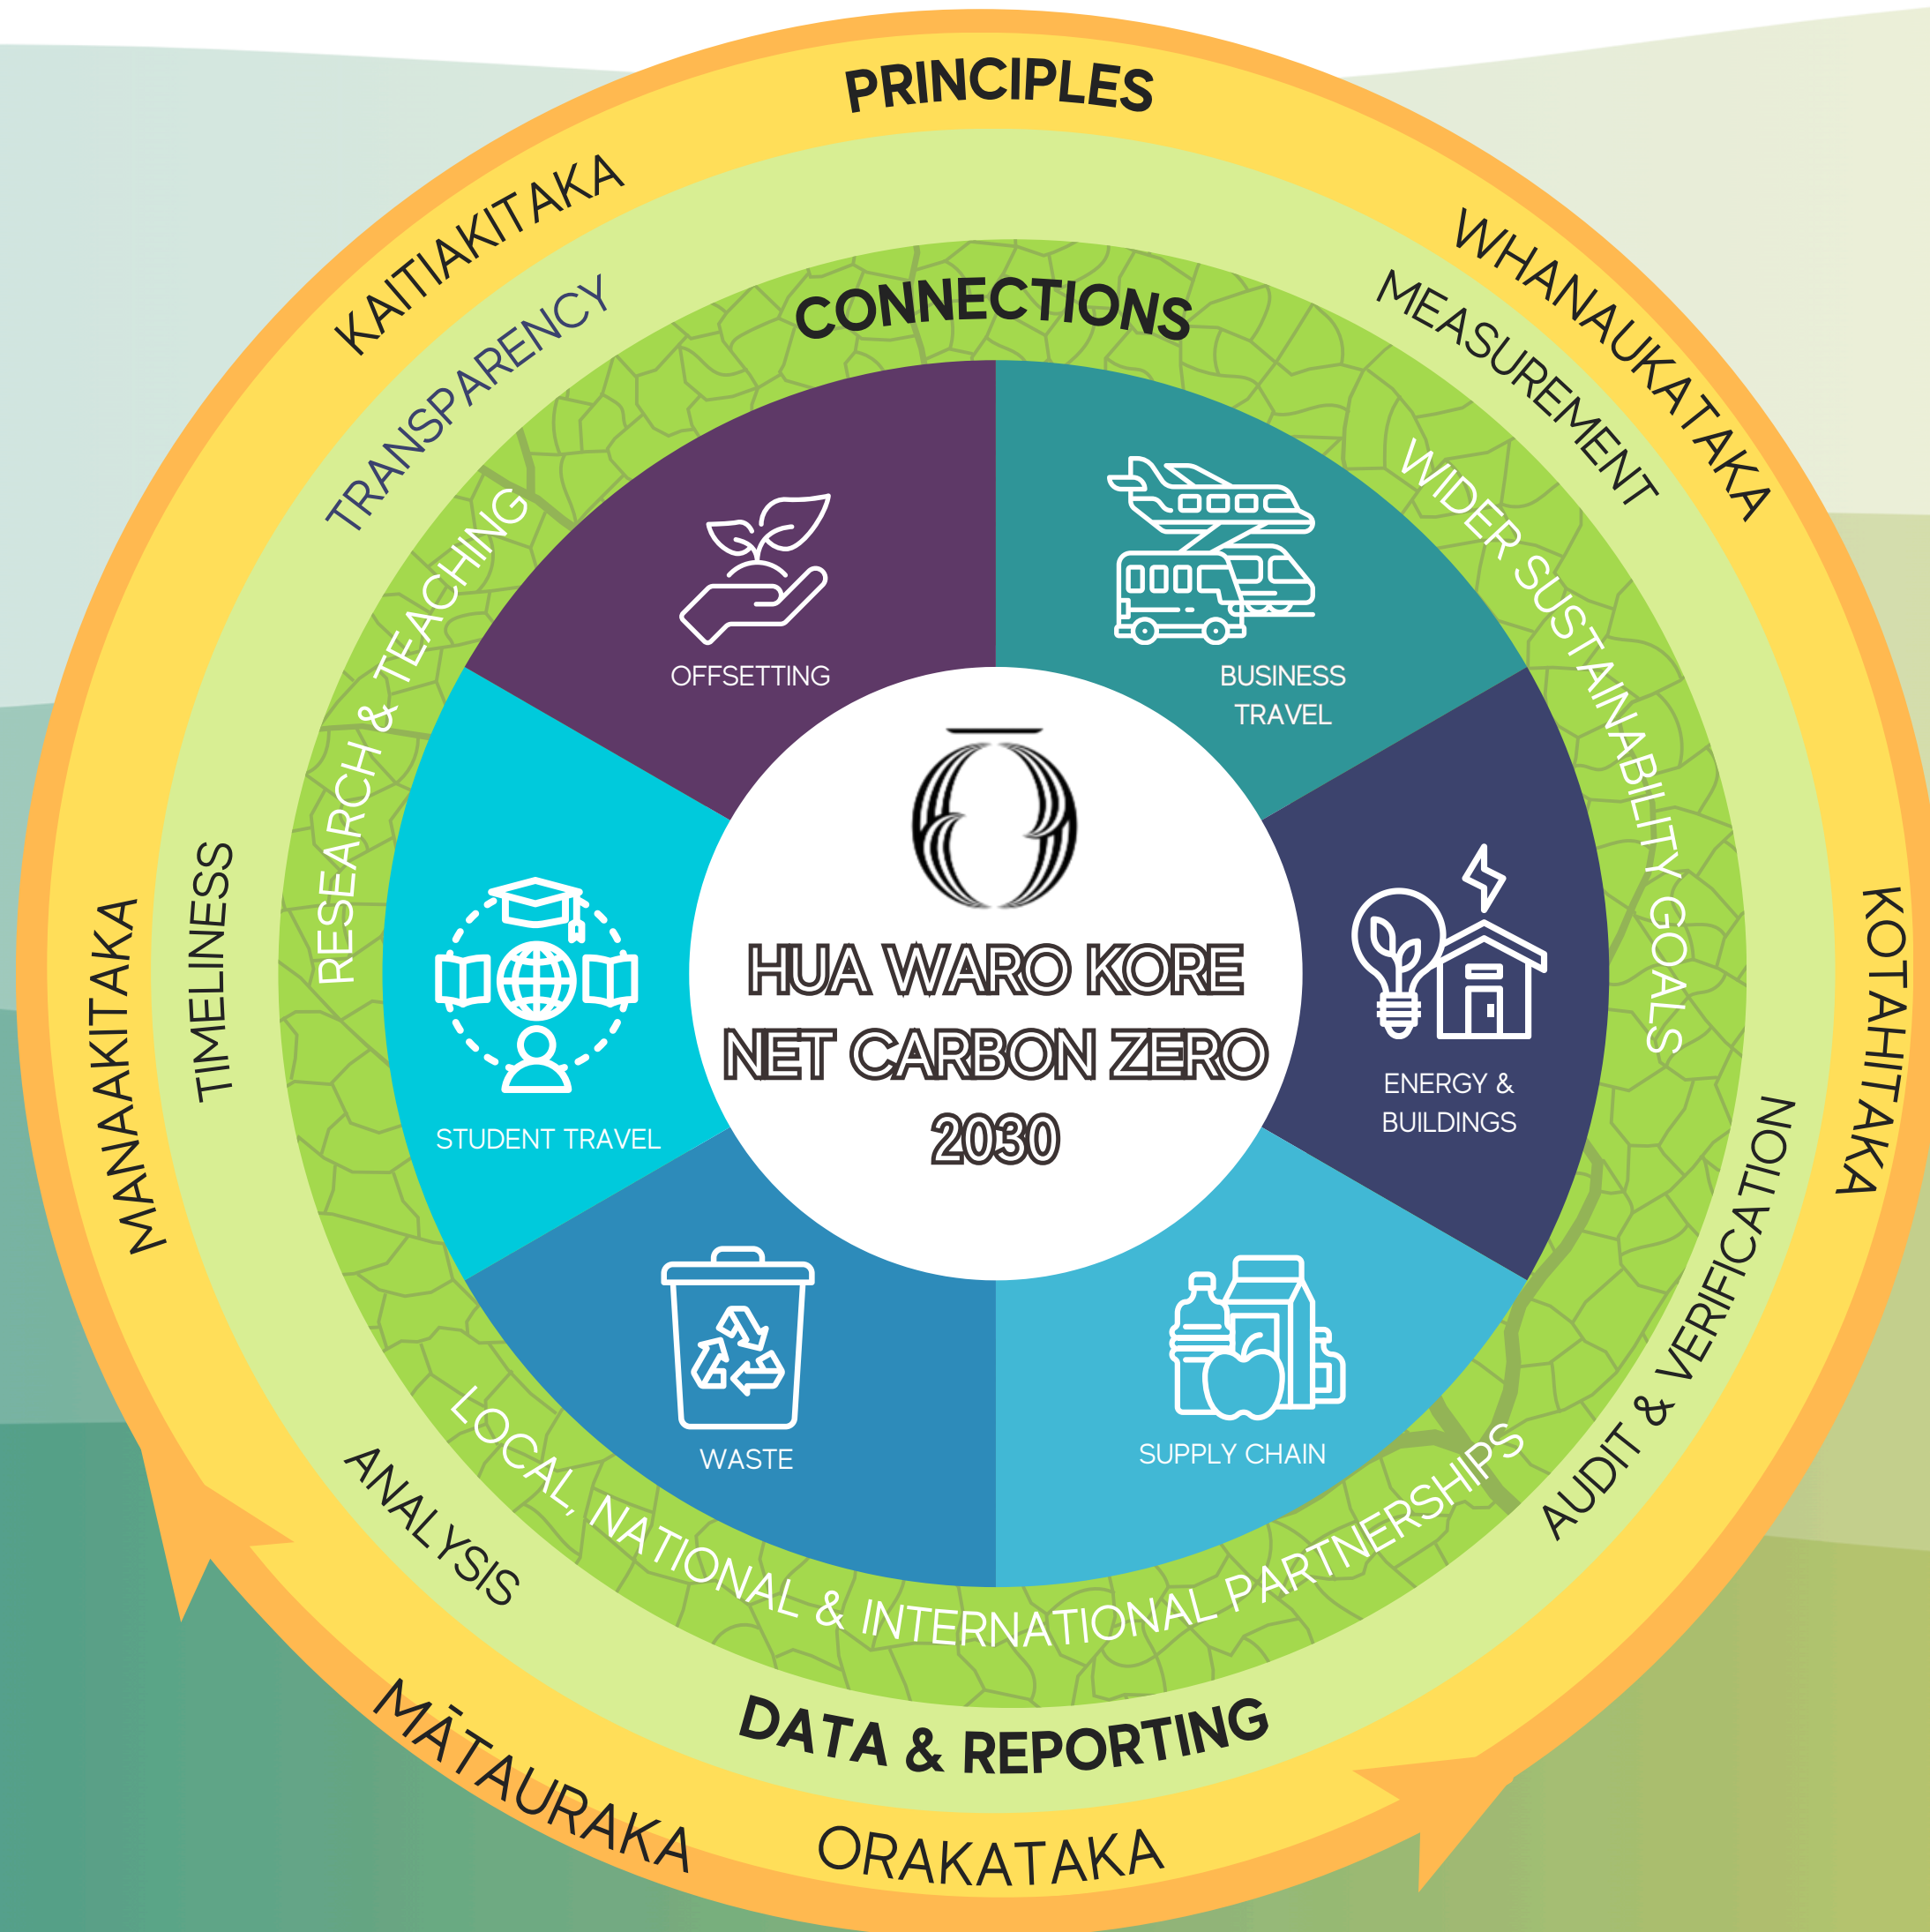 PRINCIPLES
KAITIAKITAKA
WHANAUKATAKA
KOTAHITAKA
ORAKATAKA
MĀTAURAKA
MANAAKITAKA
TRANSPARENCY
MEASUREMENT
AUDIT & VERIFICATION
DATA & REPORTING
ANALYSIS
TIMELINESS
CONNECTIONS
RESEARCH & TEACHING
WIDER SUSTAINABILITY GOALS
LOCAL, NATIONAL & INTERNATIONAL PARTNERSHIPS
OFFSETTING
BUSINESS
TRAVEL
ENERGY &
BUILDINGS
SUPPLY CHAIN
WASTE
STUDENT TRAVEL
HUA WARO KORE
NET CARBON ZERO
2030